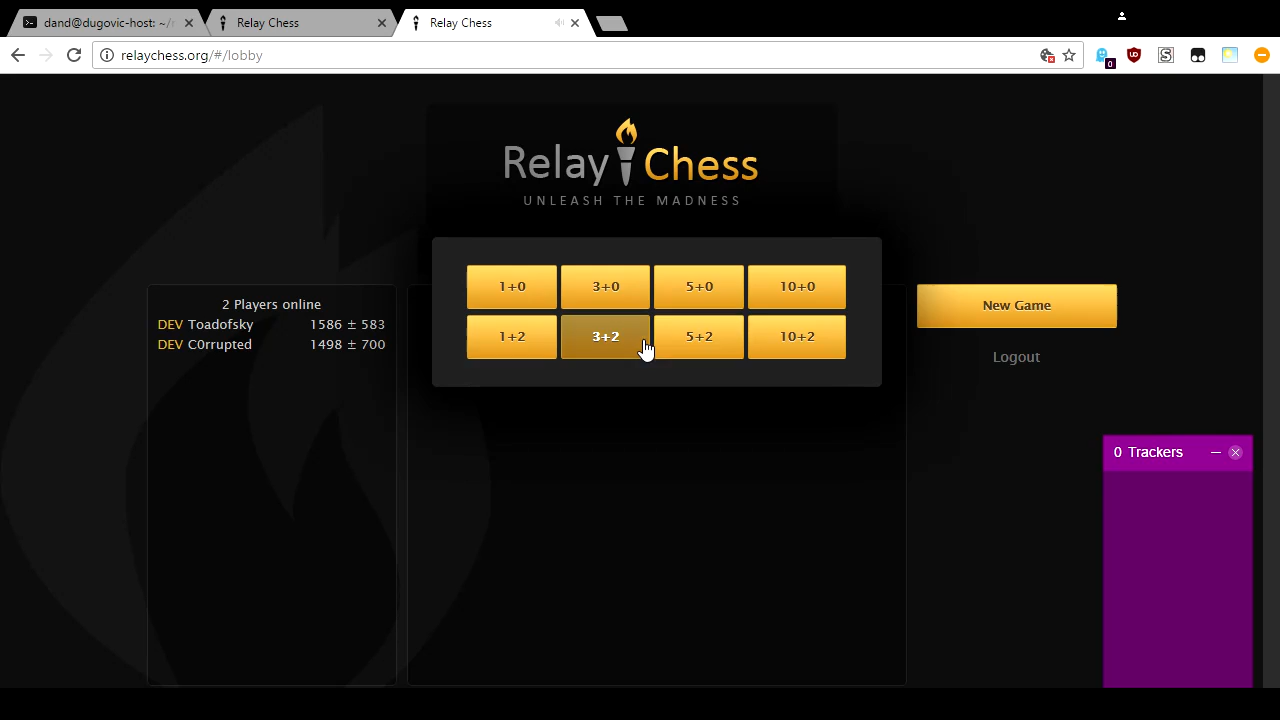 dand@dugovic-host: ~/
Relay Chess
Relay Chess
relaychess.org/#/lobby
0
Relay Chess
UNLEASH THE MADNESS
1+0 3+0 5+0 10+0
1+2 3+2 5+2 10+2
2 Players online
DEV Toadofsky 1586 ± 583
DEV C0rrupted 1498 ± 700
New Game
Logout
0 Trackers